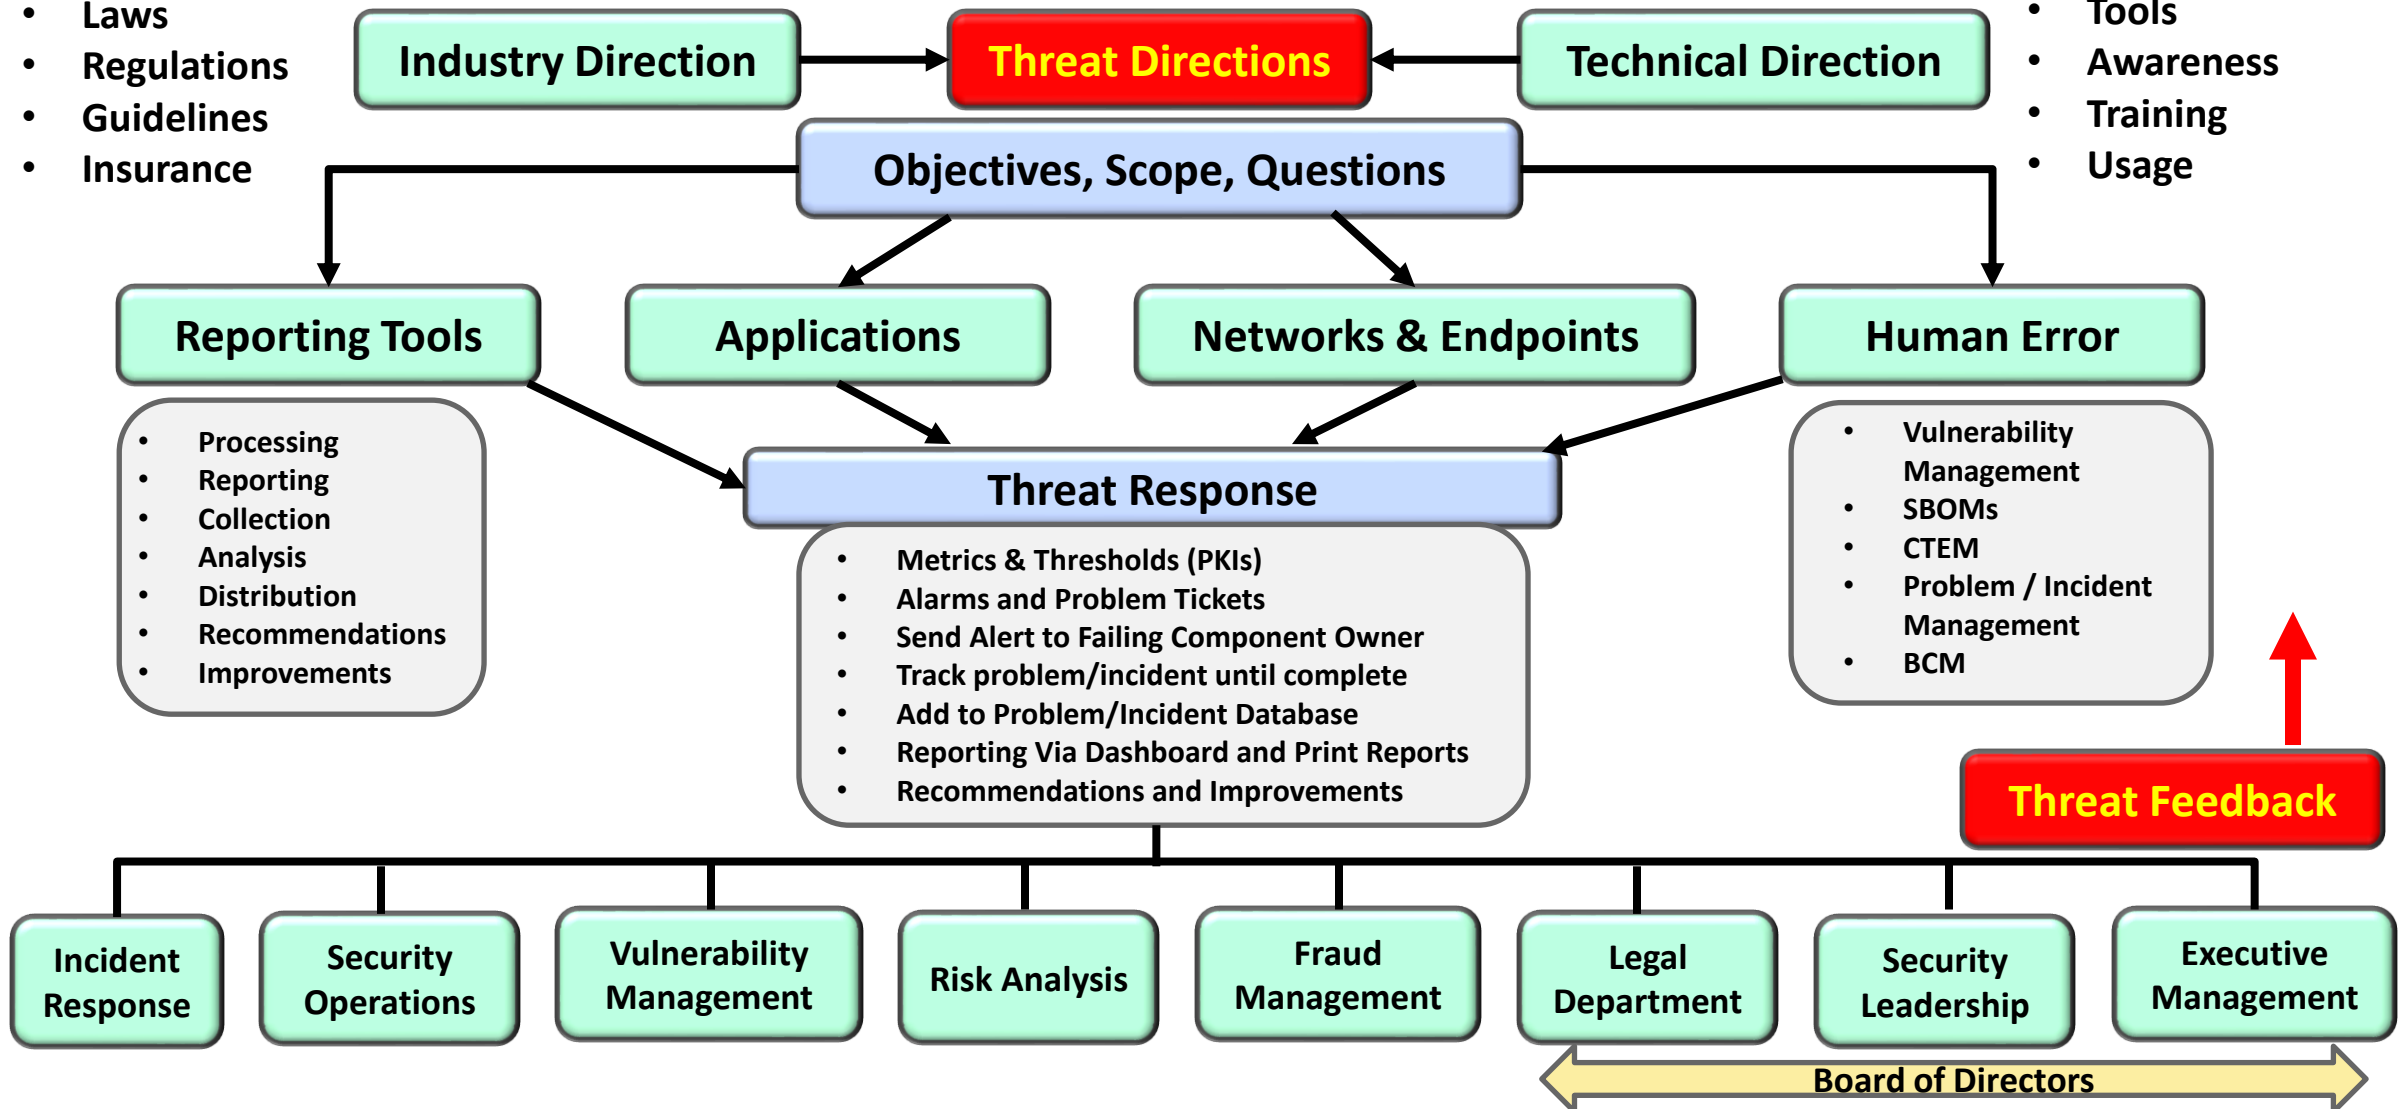 • Laws
• Regulations
• Guidelines
• Insurance
Industry Direction
Threat Directions
Technical Direction
• Tools
• Awareness
• Training
• Usage
Objectives, Scope, Questions
Reporting Tools
Applications
Networks & Endpoints
Human Error
• Processing
• Reporting
• Collection
• Analysis
• Distribution
• Recommendations
• Improvements
Threat Response
• Metrics & Thresholds (PKIs)
• Alarms and Problem Tickets
• Send Alert to Failing Component Owner
• Track problem/incident until complete
• Add to Problem/Incident Database
• Reporting Via Dashboard and Print Reports
• Recommendations and Improvements
• Vulnerability
Management
• SBOMs
• CTEM
• Problem / Incident
Management
• BCM
Threat Feedback
Incident
Response
Security
Operations
Vulnerability
Management
Risk Analysis
Fraud
Management
Legal
Department
Security
Leadership
Executive
Management
Board of Directors